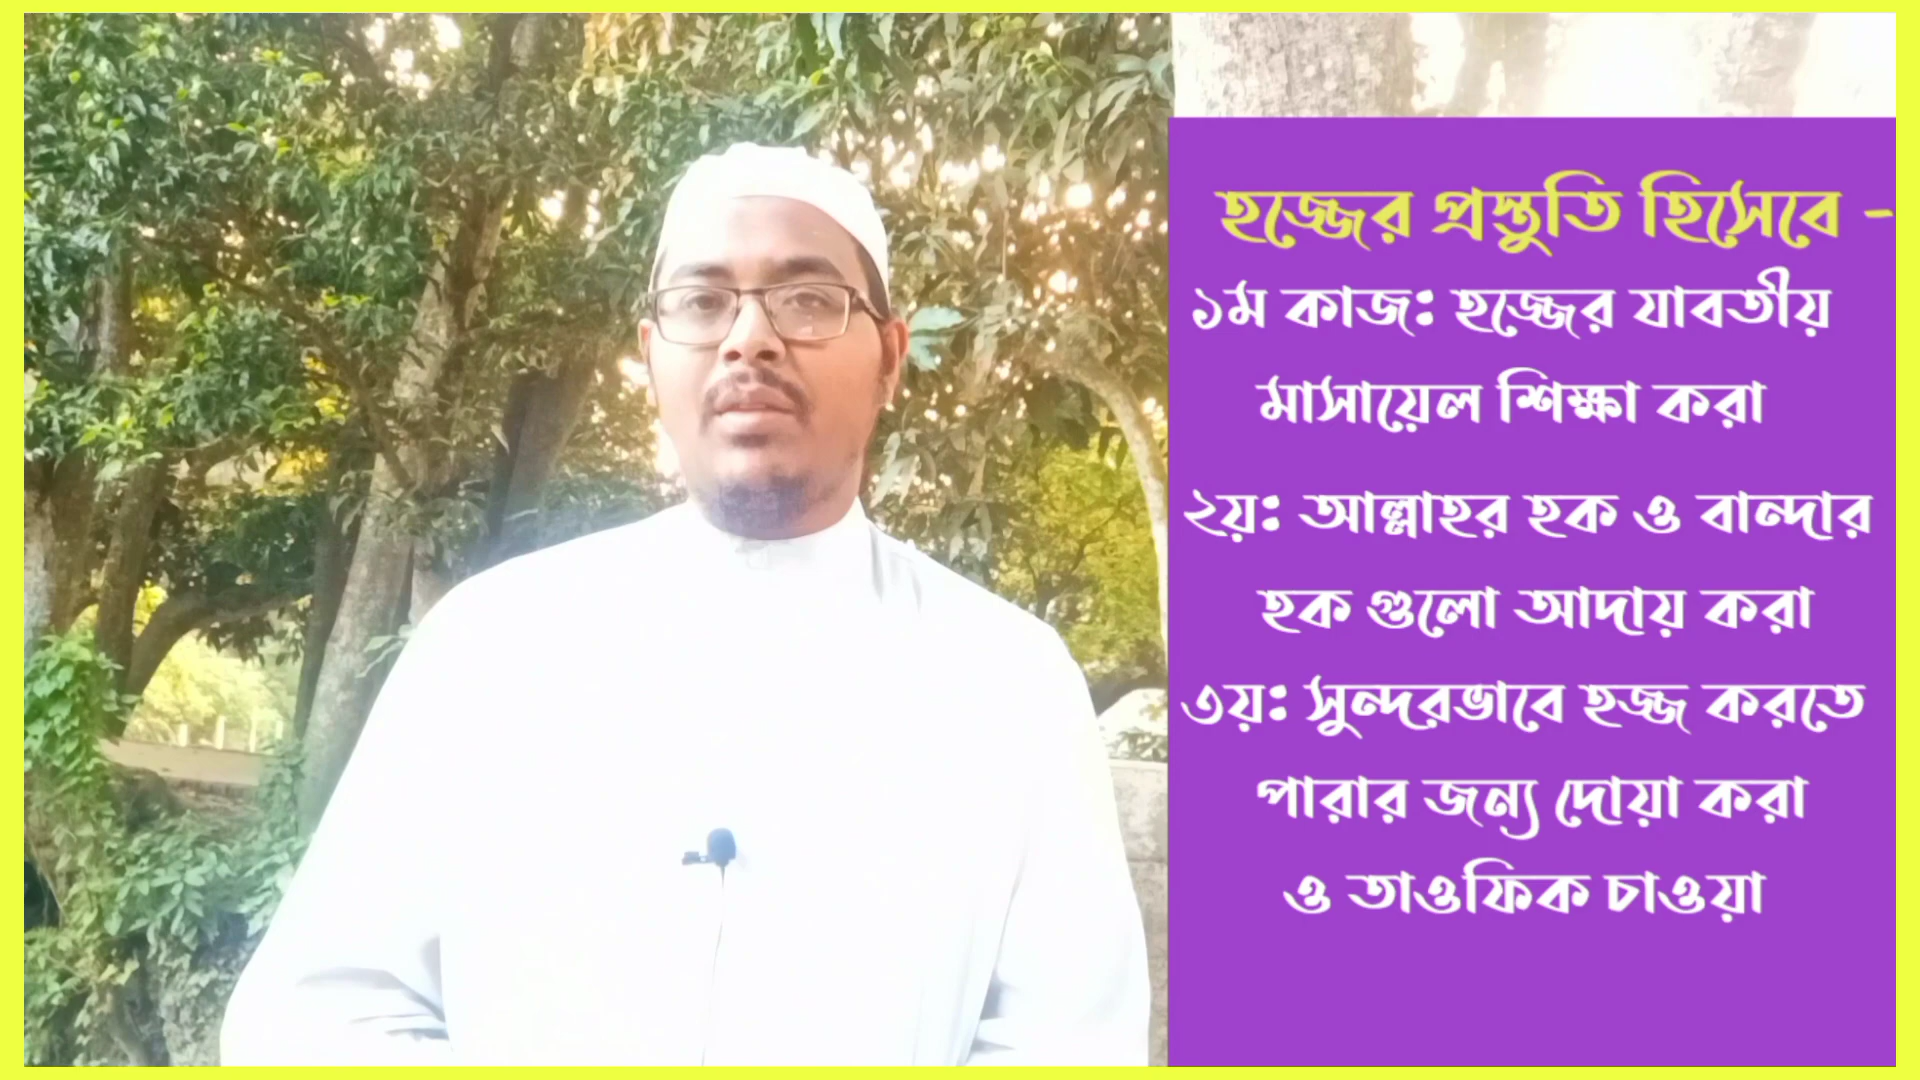 হজ্জের প্রস্তুতি হিসেবে -
১ম কাজ: হজ্জের যাবতীয়
মাসায়েল শিক্ষা করা
২য়: আল্লাহর হক ও বান্দার
হক গুলো আদায় করা
৩য়: সুন্দরভাবে হজ্জ করতে
পারার জন্য দোয়া করা
ও তাওফিক চাওয়া